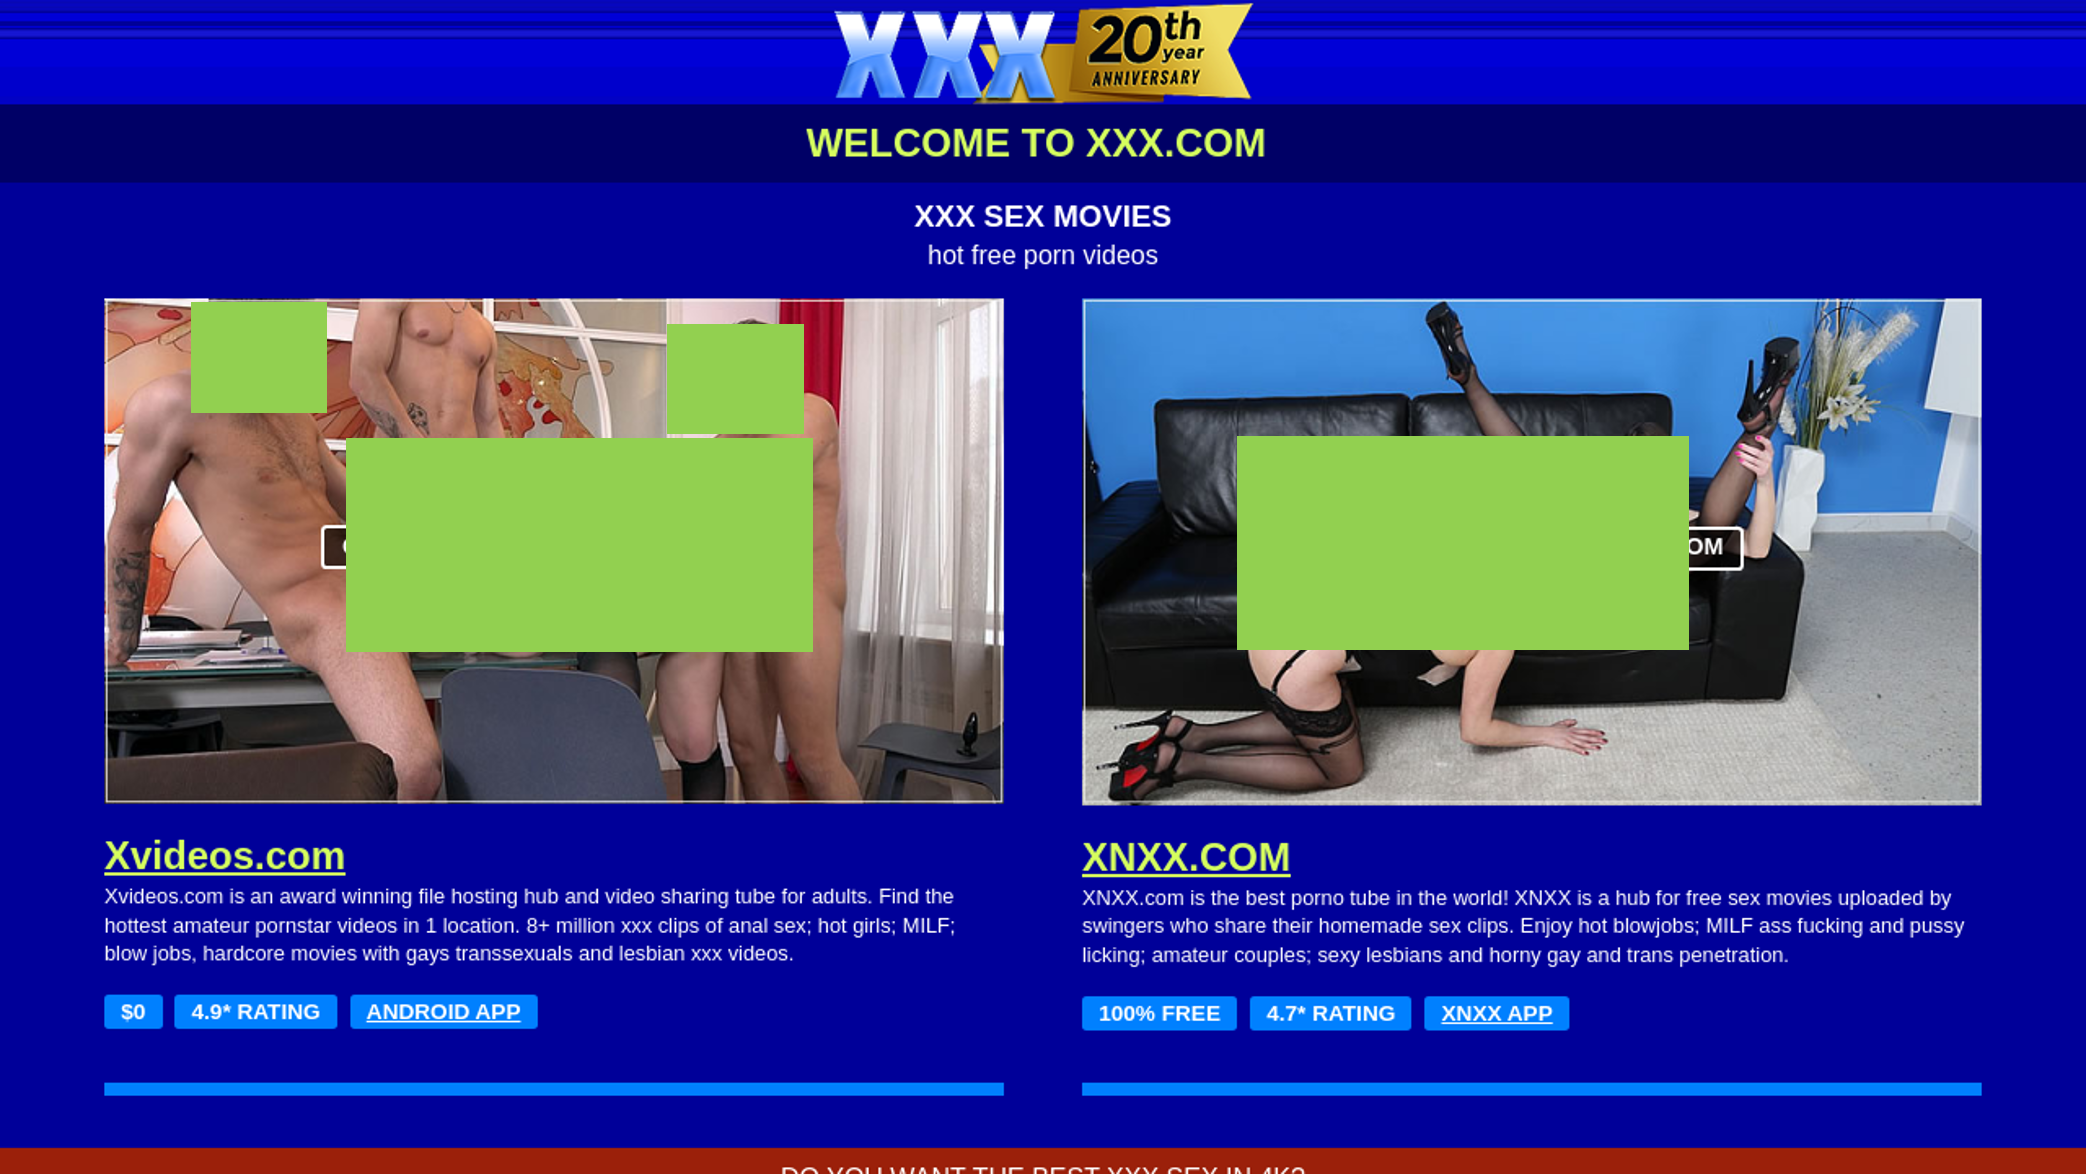 XXX 20th
year
ANNIVERSARY
WELCOME TO XXX.COM
XXX SEX MOVIES
hot free porn videos
OM
Xvideos.com
Xvideos.com is an award winning file hosting hub and video sharing tube for adults. Find the
hottest amateur pornstar videos in 1 location. 8+ million xxx clips of anal sex; hot girls; MILF;
blow jobs, hardcore movies with gays transsexuals and lesbian xxx videos.
$0 4.9* RATING ANDROID APP
XNXX.COM
XNXX.com is the best porno tube in the world! XNXX is a hub for free sex movies uploaded by
swingers who share their homemade sex clips. Enjoy hot blowjobs; MILF ass fucking and pussy
licking; amateur couples; sexy lesbians and horny gay and trans penetration.
100% FREE 4.7* RATING XNXX APP
DO YOU WANT THE BEST XXX SEX IN 4K?